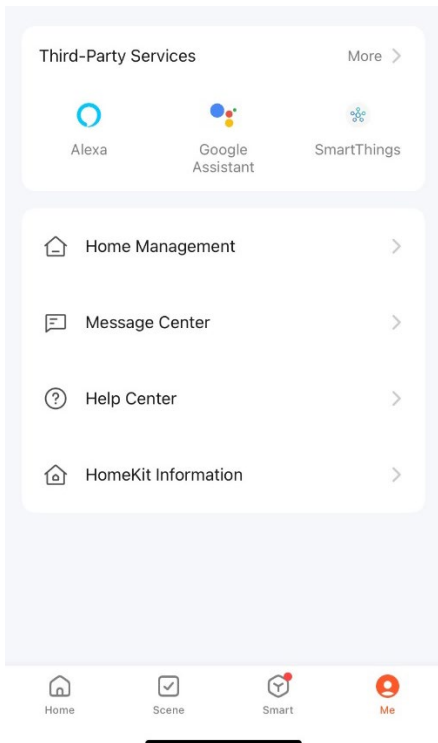 Third-Party Services More
Alexa
Google
Assistant
SmartThings
Home Management
Message Center
Help Center
HomeKit Information
Home Scene Smart Me